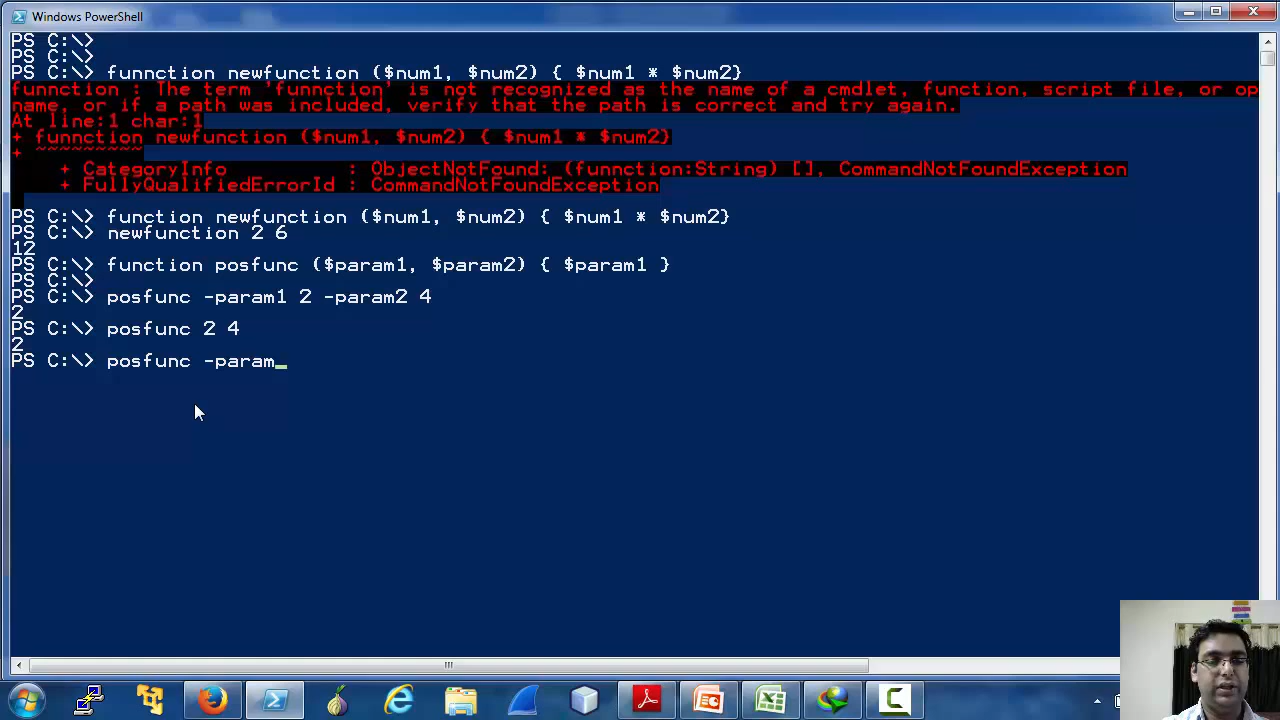 Windows PowerShell
PS C:\>
PS C:\>
PS C:\> funnction newfunction ($num1, $num2) { $num1 * $num2}
funnction : The term 'funnction' is not recognized as the name of a cmdlet, function, script file, or op
name, or if a path was included, verify that the path is correct and try again.
At line:1 char:1
+ funnction newfunction ($num1, $num2) { $num1 * $num2}
+ ~~~~~~~~~
+ CategoryInfo : ObjectNotFound: (funnction:String) [], CommandNotFoundException
+ FullyQualifiedErrorId : CommandNotFoundException
PS C:\> function newfunction ($num1, $num2) { $num1 * $num2}
PS C:\> newfunction 2 6
12
PS C:\> function posfunc ($param1, $param2) { $param1 }
PS C:\>
PS C:\> posfunc -param1 2 -param2 4
2
PS C:\> posfunc 2 4
2
PS C:\> posfunc -param_